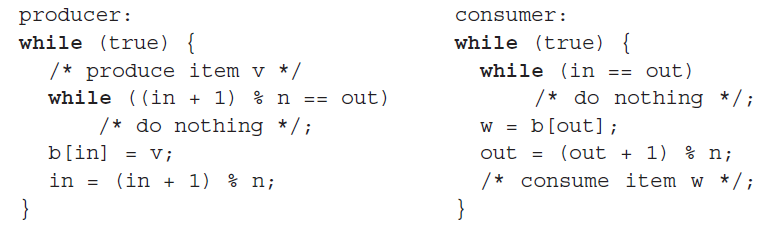 producer:
while (true) {
/* produce item v */
while ((in + 1) % n == out)
/* do nothing */;
b[in] = v;
in = (in + 1) % n;
}
consumer:
while (true) {
while (in == out)
/* do nothing */;
w = b[out];
out = (out + 1) % n;
/* consume item w */;
}